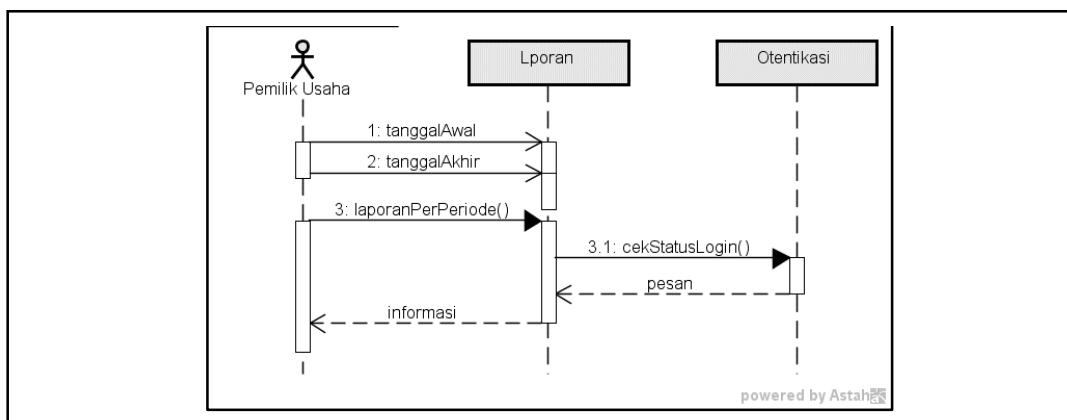 Lporan
Otentikasi
Pemilik Usaha
1: tanggalAwal
2: tanggalAkhir
3: laporanPerPeriode()
3.1: cekStatusLogin()
pesan
informasi
powered by Astah